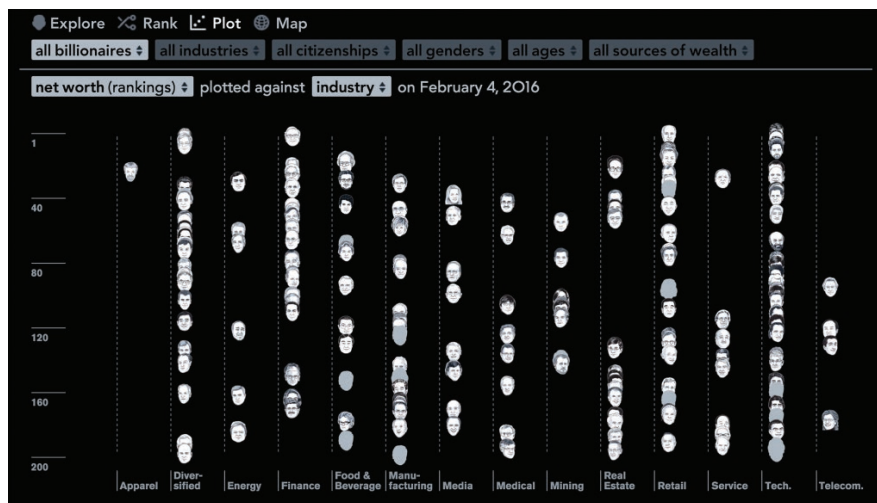 Explore Rank Plot Map
all billionaires all industries all citizenships all genders all ages all sources of wealth
net worth (rankings) plotted against industry on February 4, 2016
1
40
80
120
160
200
Apparel Diver- Energy Finance Food & Manu- Media Medical Mining Real Retail Service Tech. Telecom.
sified Beverage facturing Estate